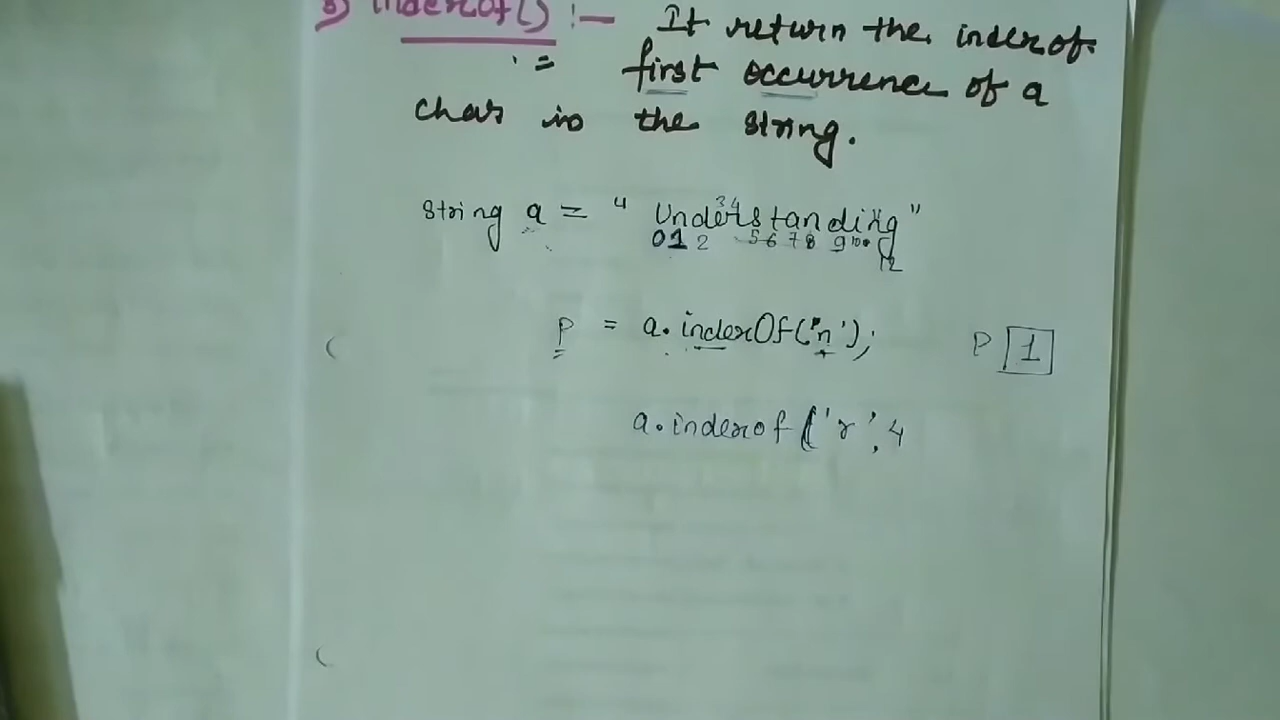 8) indexOf() :- It return the index of
first occurrence of a
char in the string.
String a = " Understanding"
3 4
0 1 2 5 6 7 8 9 10
12
P = a.indexOf('n'); P 1
a.indexof('r', 4